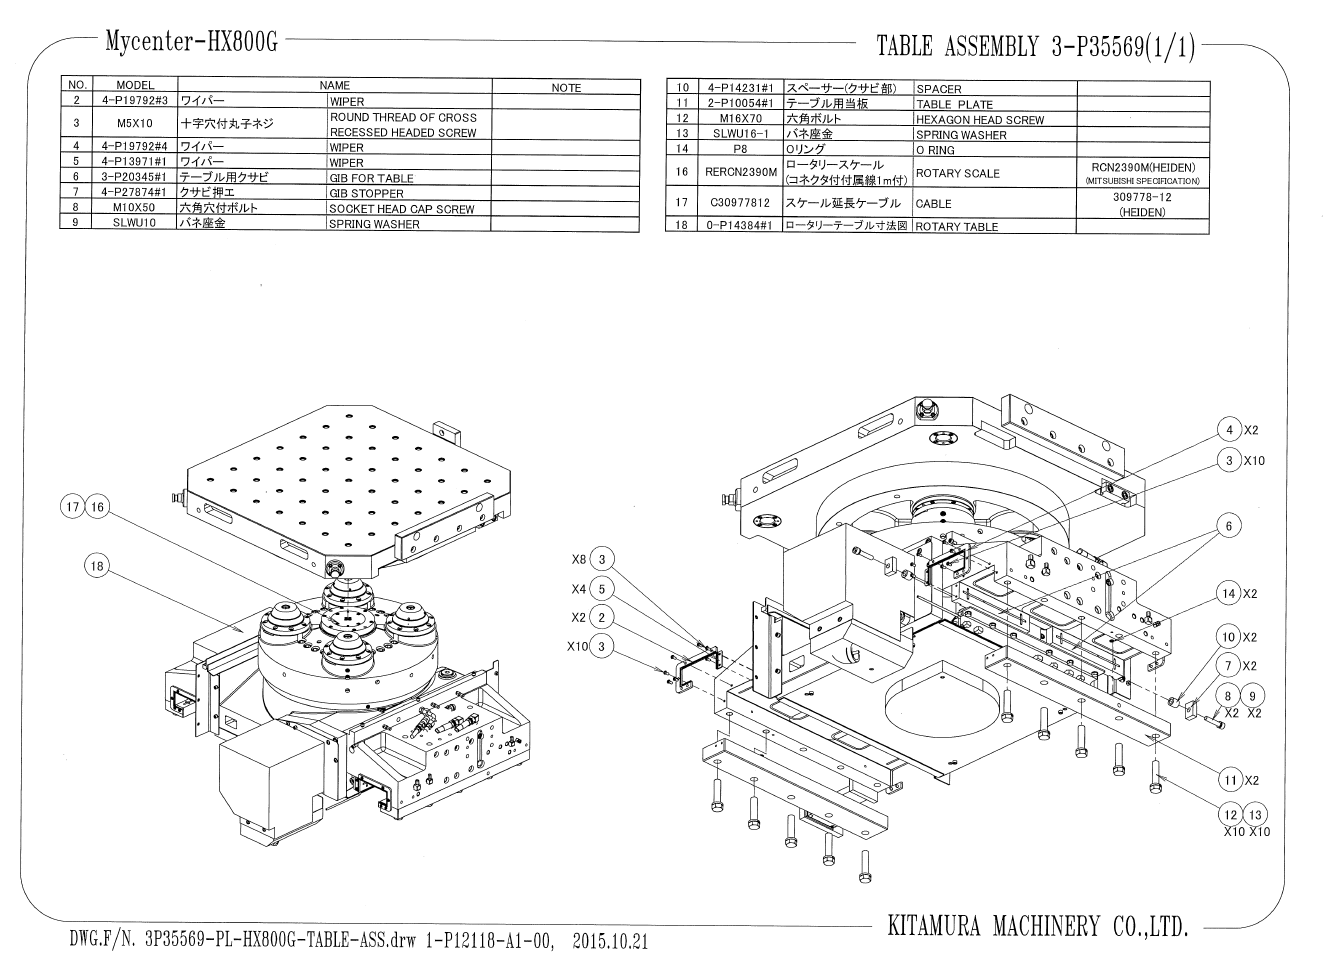 Mycenter-HX800G
TABLE ASSEMBLY 3-P35569(1/1)
NO. MODEL NAME NOTE
2 4-P19792#3 ワイパー WIPER
3 M5X10 十字穴付丸子ネジ ROUND THREAD OF CROSS
RECESSED HEADED SCREW
4 4-P19792#4 ワイパー WIPER
5 4-P13971#1 ワイパー WIPER
6 3-P20345#1 テーブル用クサビ GIB FOR TABLE
7 4-P27874#1 クサビ押エ GIB STOPPER
8 M10X50 六角穴付ボルト SOCKET HEAD CAP SCREW
9 SLWU10 バネ座金 SPRING WASHER
10 4-P14231#1 スペーサー(クサビ部) SPACER
11 2-P10054#1 テーブル用当板 TABLE PLATE
12 M16X70 六角ボルト HEXAGON HEAD SCREW
13 SLWU16-1 バネ座金 SPRING WASHER
14 P8 Oリング O RING
16 RERCN2390M ロータリースケール
(コネクタ付付属線1m付) ROTARY SCALE RCN2390M(HEIDEN)
(MITSUBISHI SPECIFICATION)
17 C30977812 スケール延長ケーブル CABLE 309778-12
(HEIDEN)
18 0-P14384#1 ロータリーテーブル寸法図 ROTARY TABLE
17 16
18
X8 3
X4 5
X2 2
X10 3
4 X2
3 X10
6
14 X2
10 X2
7 X2
8 9
X2 X2
11 X2
12 13
X10 X10
KITAMURA MACHINERY CO.,LTD.
DWG.F/N. 3P35569-PL-HX800G-TABLE-ASS.drw 1-P12118-A1-00, 2015.10.21